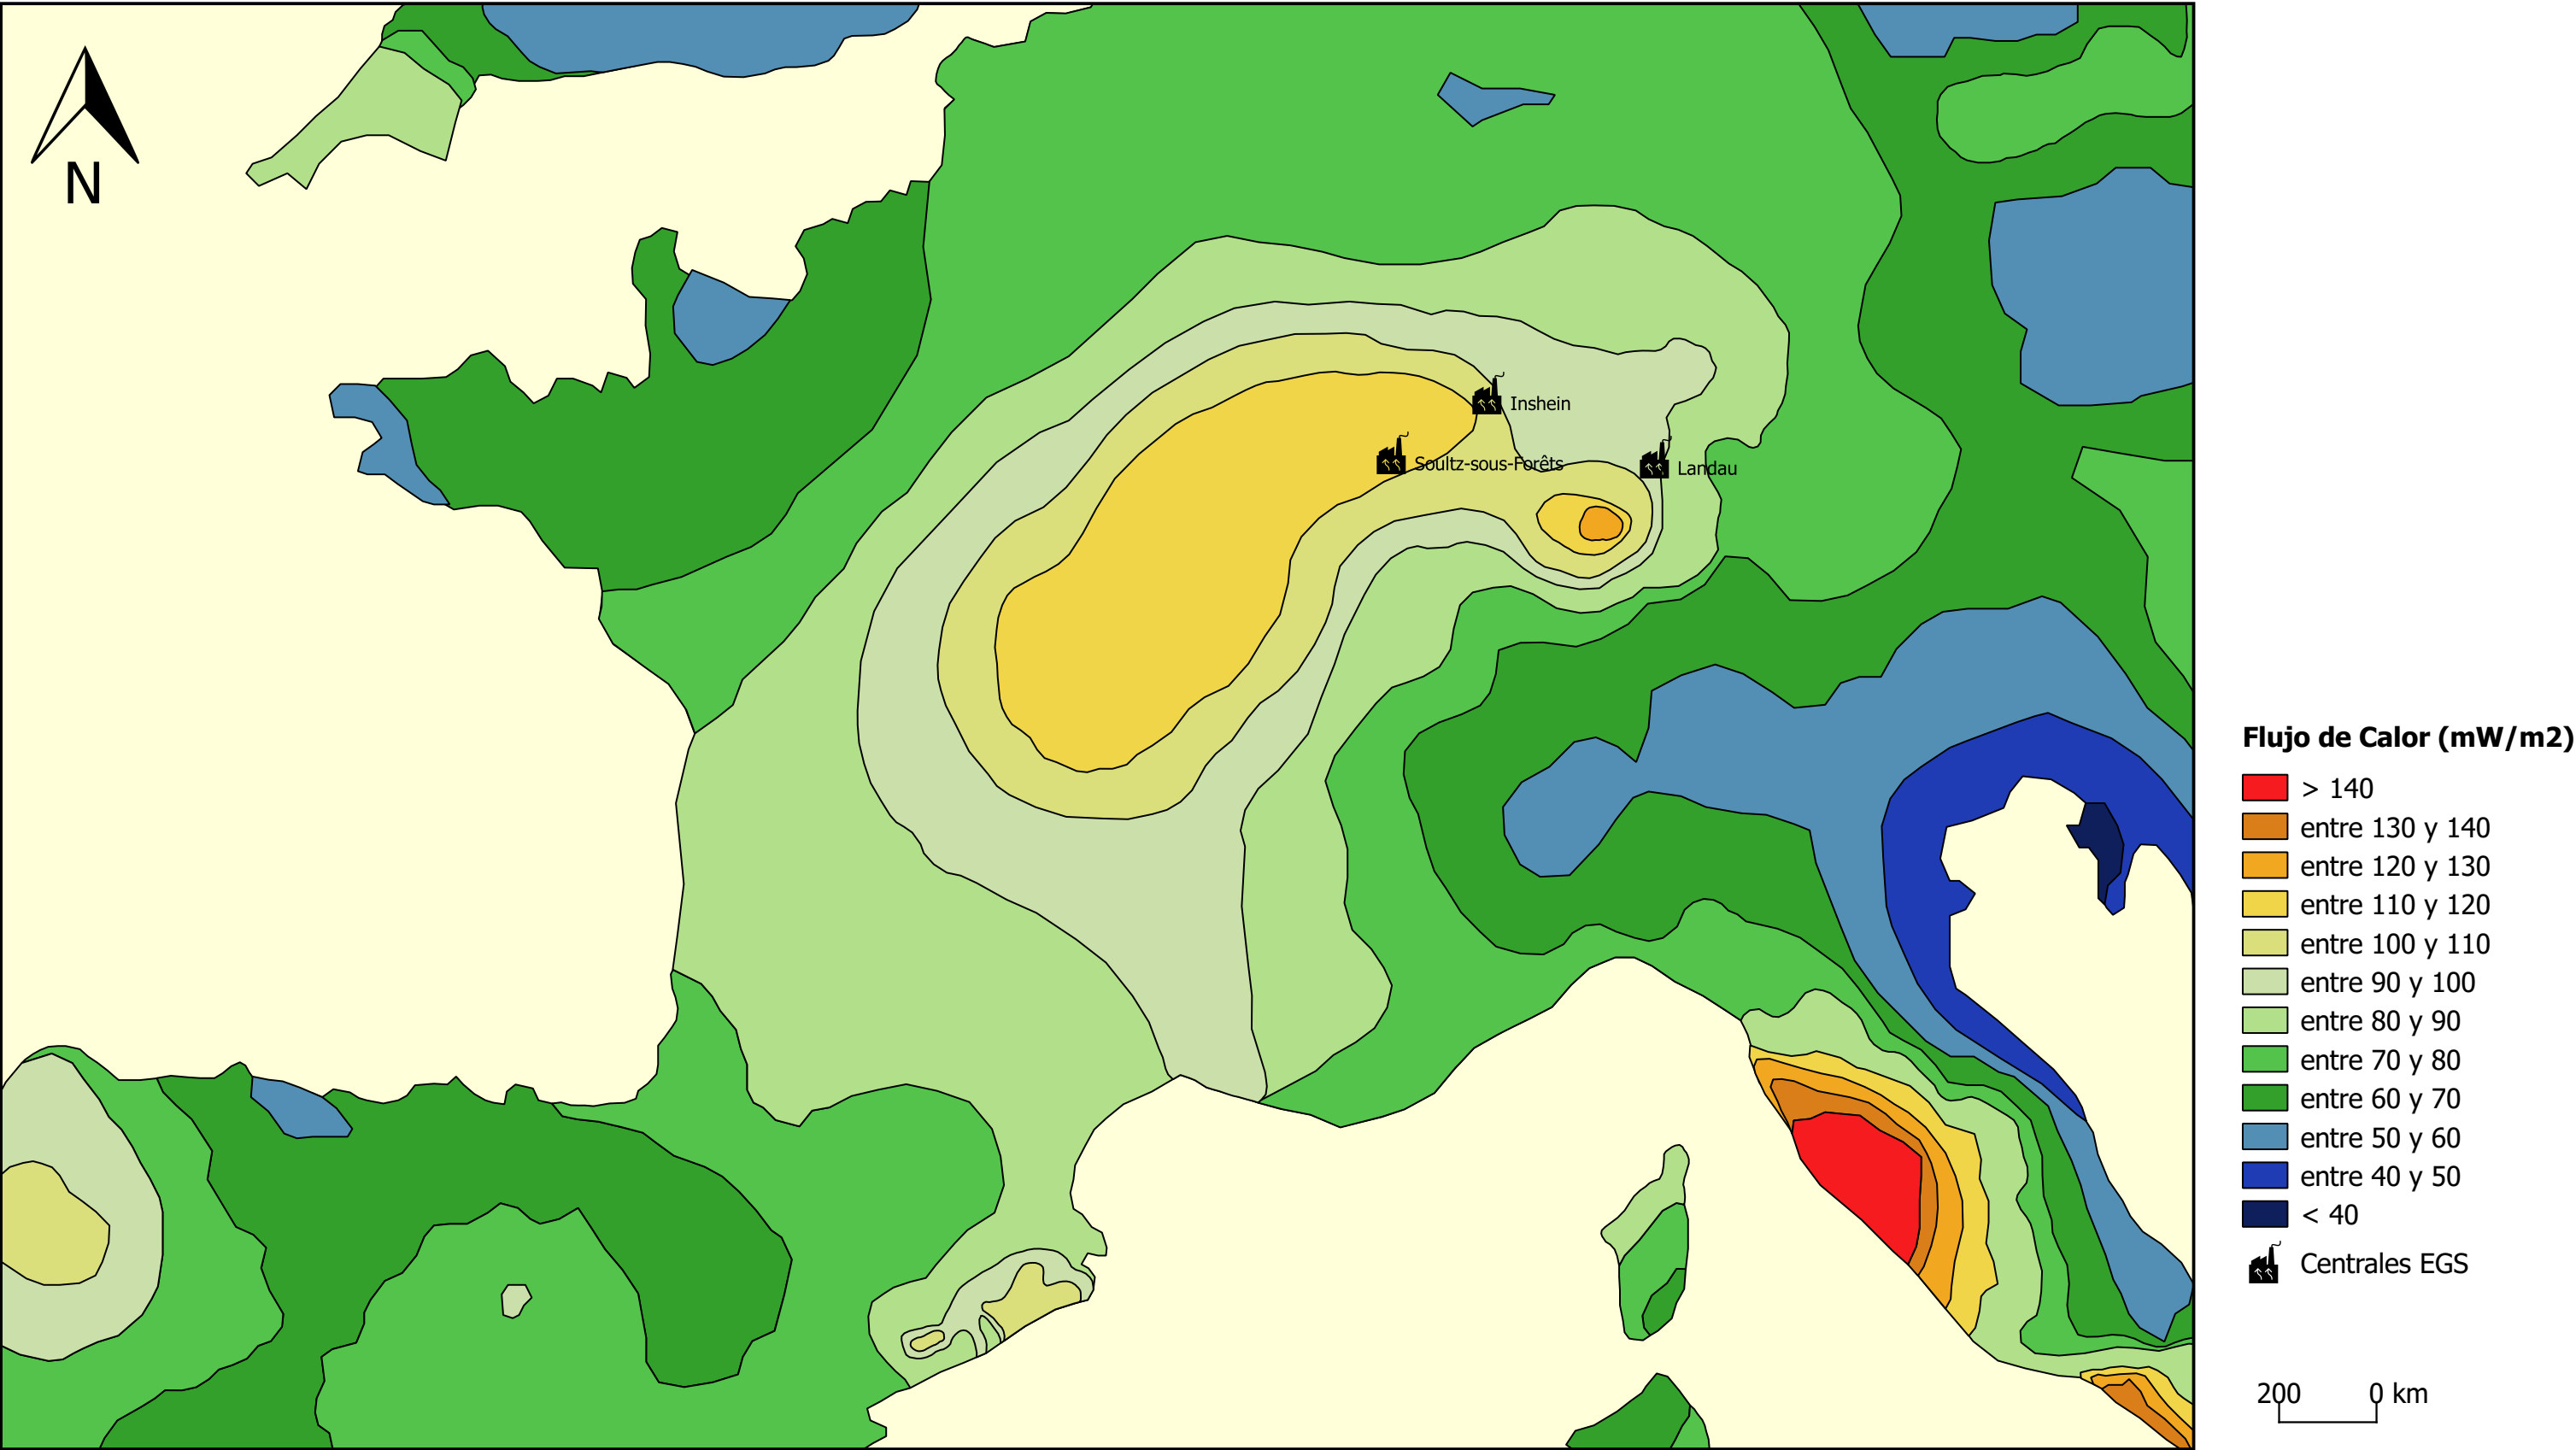 N
Inshein
Soultz-sous-Forêts
Landau
Flujo de Calor (mW/m2)
> 140
entre 130 y 140
entre 120 y 130
entre 110 y 120
entre 100 y 110
entre 90 y 100
entre 80 y 90
entre 70 y 80
entre 60 y 70
entre 50 y 60
entre 40 y 50
< 40
Centrales EGS
200 0 km